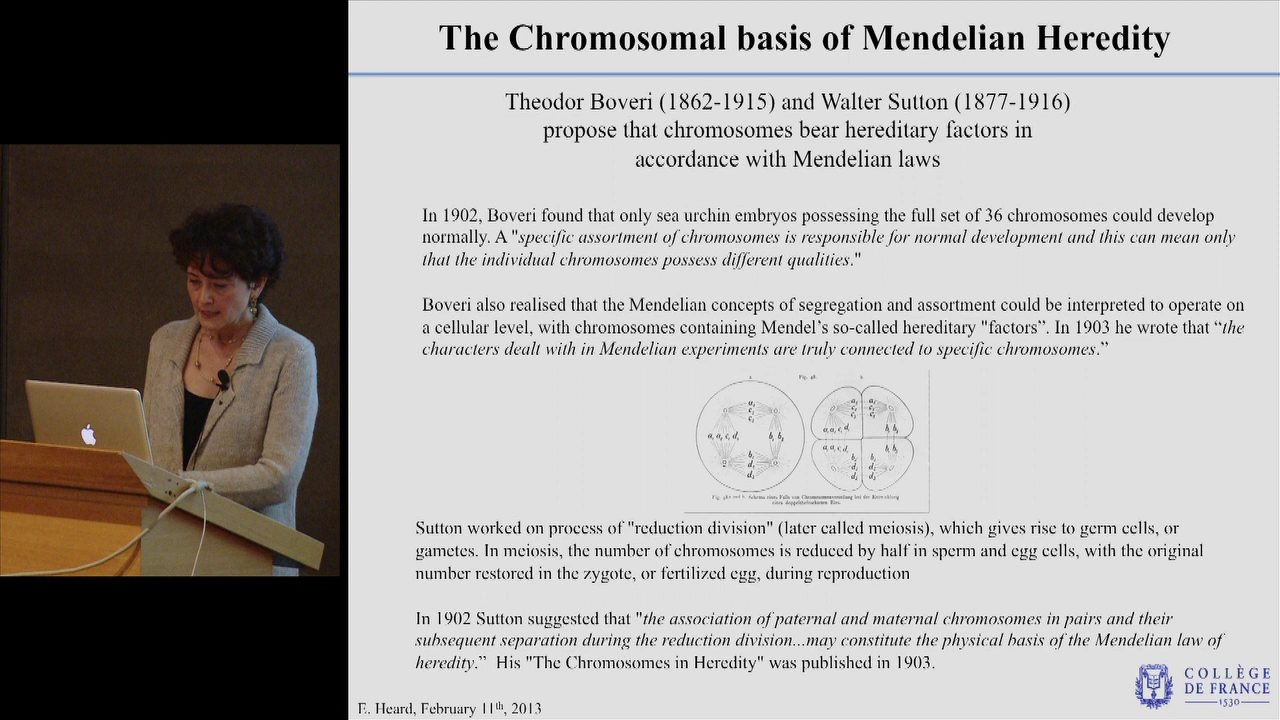 The Chromosomal basis of Mendelian Heredity
Theodor Boveri (1862-1915) and Walter Sutton (1877-1916)
propose that chromosomes bear hereditary factors in
accordance with Mendelian laws
In 1902, Boveri found that only sea urchin embryos possessing the full set of 36 chromosomes could develop
normally. A "specific assortment of chromosomes is responsible for normal development and this can mean only
that the individual chromosomes possess different qualities."
Boveri also realised that the Mendelian concepts of segregation and assortment could be interpreted to operate on
a cellular level, with chromosomes containing Mendel’s so-called hereditary "factors”. In 1903 he wrote that “the
characters dealt with in Mendelian experiments are truly connected to specific chromosomes.”
Fig. 48.
a b
Sutton worked on process of "reduction division" (later called meiosis), which gives rise to germ cells, or
gametes. In meiosis, the number of chromosomes is reduced by half in sperm and egg cells, with the original
number restored in the zygote, or fertilized egg, during reproduction
In 1902 Sutton suggested that "the association of paternal and maternal chromosomes in pairs and their
subsequent separation during the reduction division...may constitute the physical basis of the Mendelian law of
heredity.” His "The Chromosomes in Heredity" was published in 1903.
COLLÈGE
DE FRANCE
1530
E. Heard, February 11th, 2013